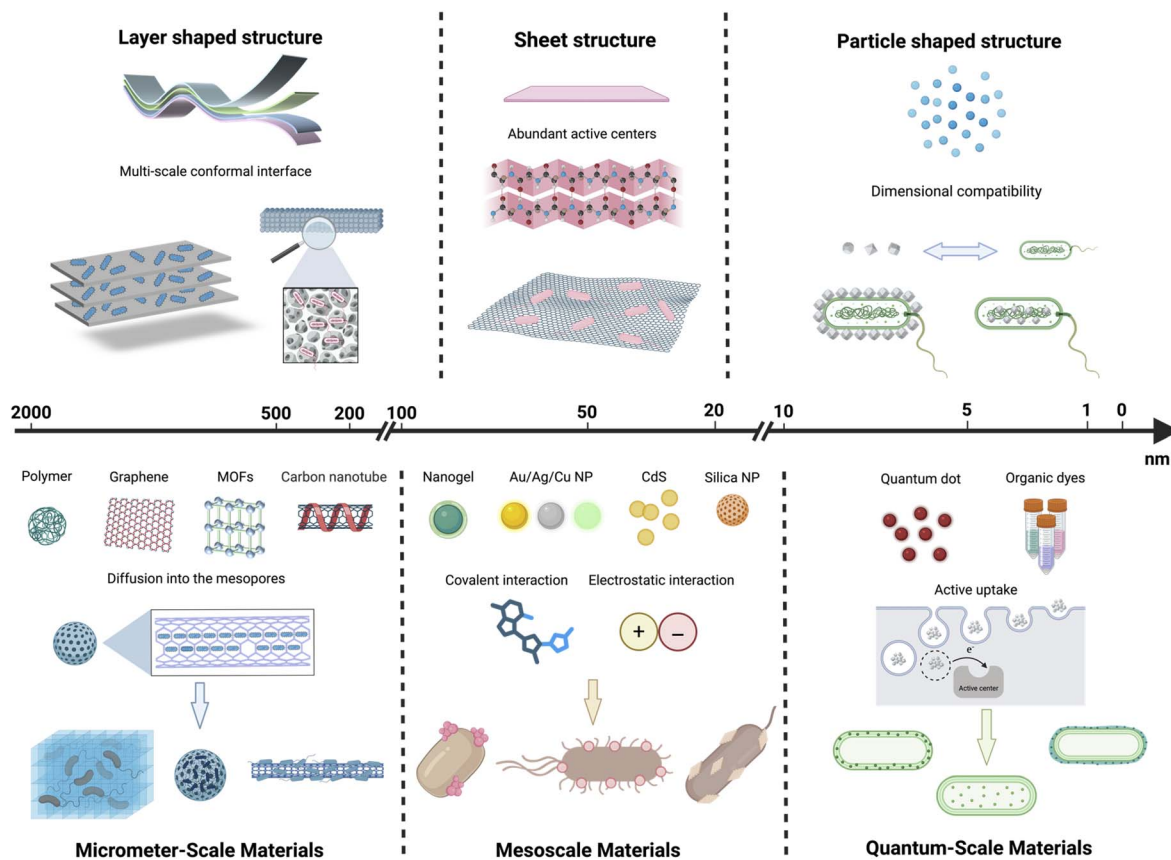 Layer shaped structure
Sheet structure
Particle shaped structure
Abundant active centers
Multi-scale conformal interface
Dimensional compatibility
2000
500
200
100
50
20
10
5
1
0
nm
Polymer
Graphene
MOFs
Carbon nanotube
Nanogel
Au/Ag/Cu NP
CdS
Silica NP
Quantum dot
Organic dyes
Diffusion into the mesopores
Covalent interaction
Electrostatic interaction
Active uptake
+
−
e-
Active center
Micrometer-Scale Materials
Mesoscale Materials
Quantum-Scale Materials